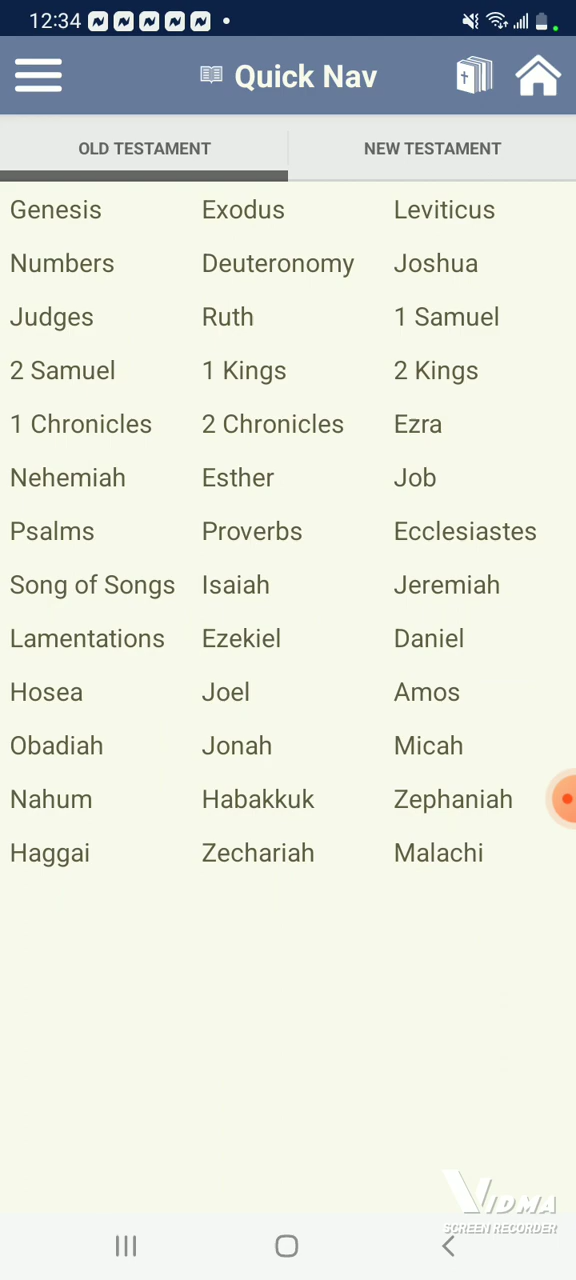 12:34
Quick Nav
OLD TESTAMENT NEW TESTAMENT
Genesis Exodus Leviticus
Numbers Deuteronomy Joshua
Judges Ruth 1 Samuel
2 Samuel 1 Kings 2 Kings
1 Chronicles 2 Chronicles Ezra
Nehemiah Esther Job
Psalms Proverbs Ecclesiastes
Song of Songs Isaiah Jeremiah
Lamentations Ezekiel Daniel
Hosea Joel Amos
Obadiah Jonah Micah
Nahum Habakkuk Zephaniah
Haggai Zechariah Malachi
VIDMA
SCREEN RECORDER